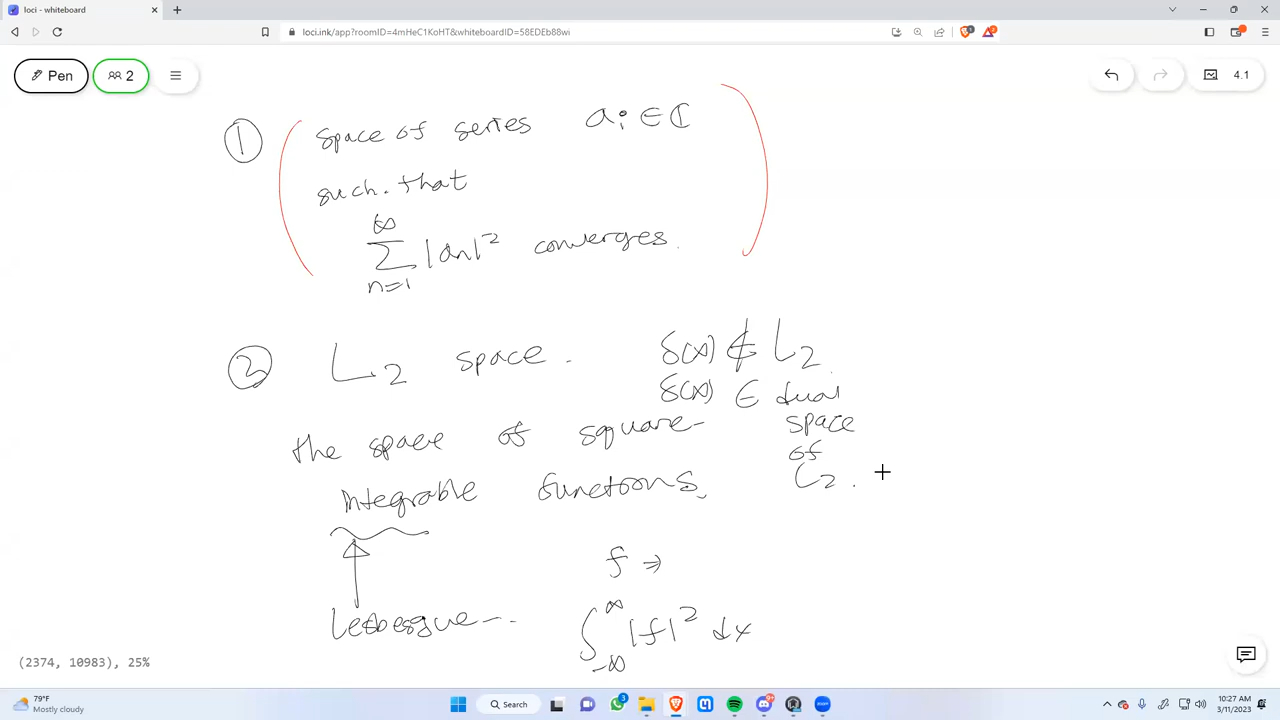 loci - whiteboard
loci.ink/app?roomID=4mHeC1KoHT&whiteboardID=58EDEb88wi
Pen
2
4.1
① space of series aᵢ ∈ ℂ
such that
∞
∑ |an|² converges.
n=1
② L₂ space.
δ(x) ∉ L₂
δ(x) ∈ dual
space
of
L₂.
the space of square-
integrable functions.
f ⇒
Lesbesgue
∫_{-∞}^{∞} |f|² dx
(2374, 10983), 25%
79°F
Mostly cloudy
Search
3
10:27 AM
3/11/2023